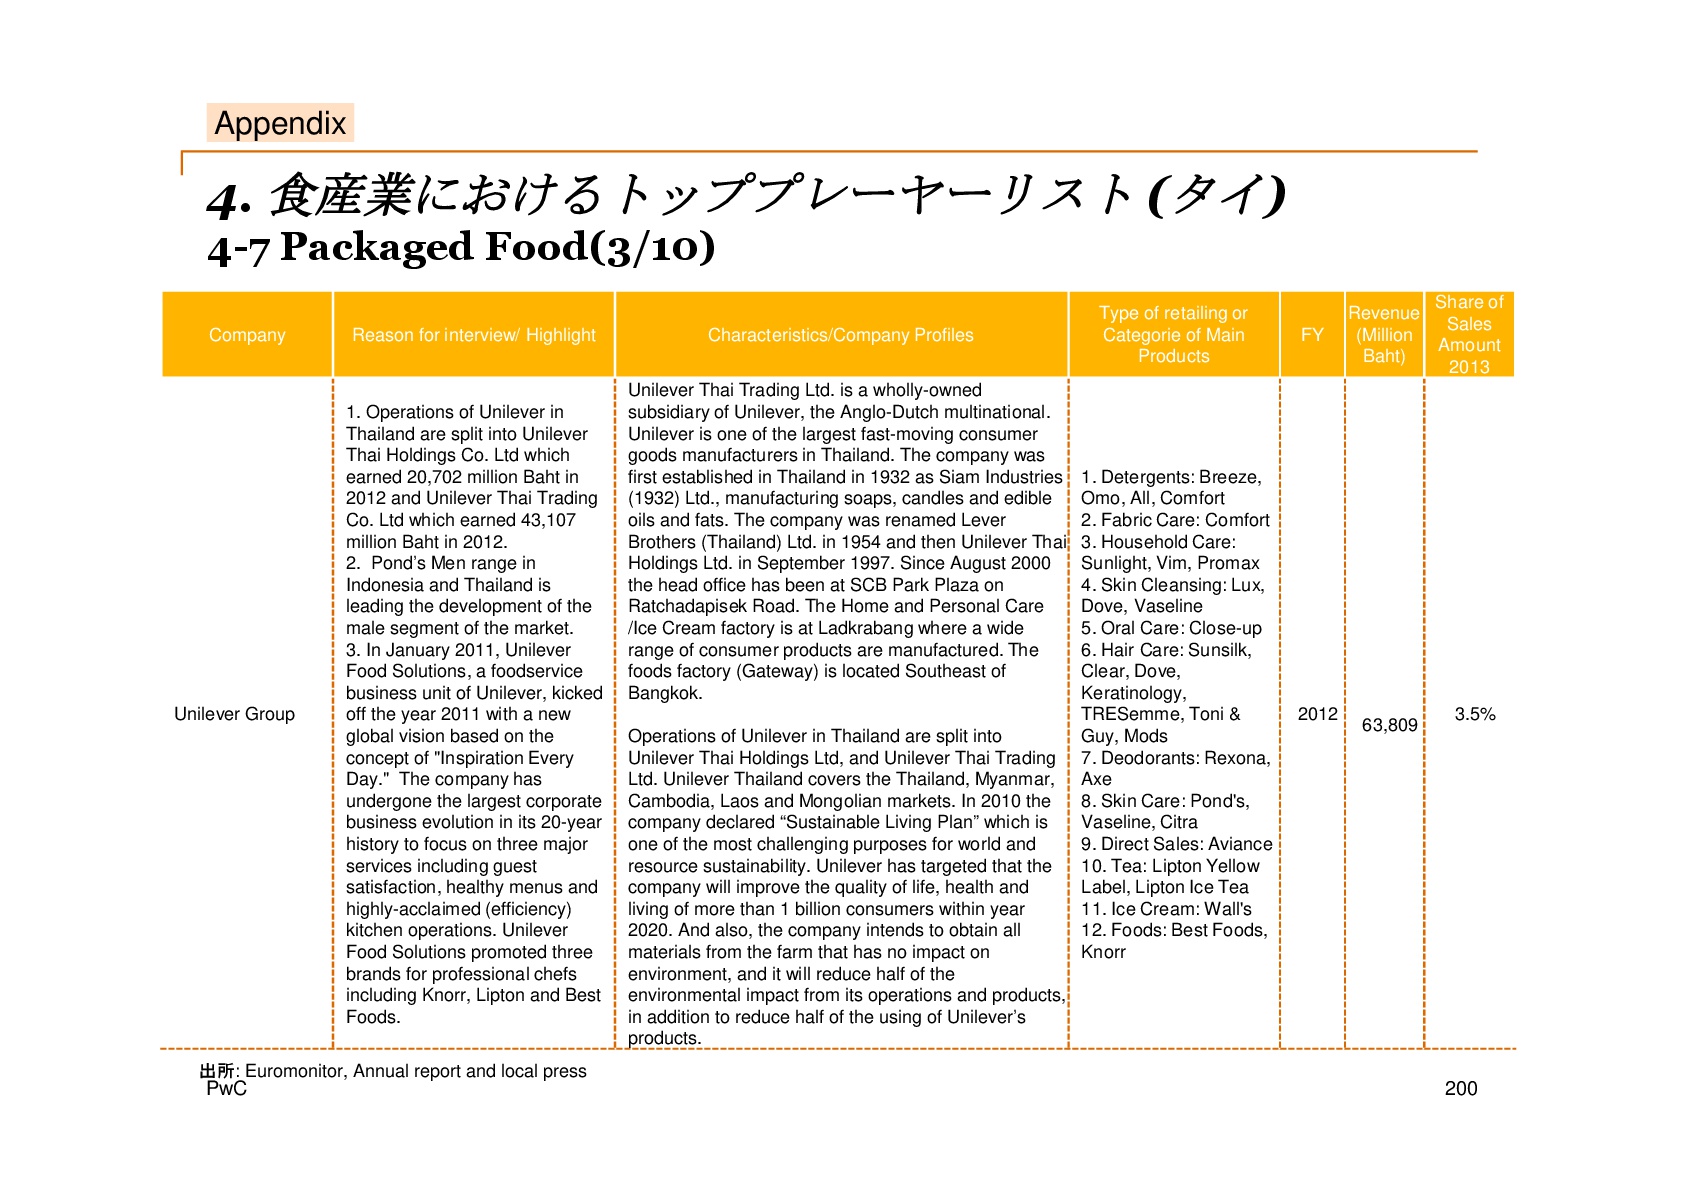 Appendix
4. 食産業におけるトッププレーヤーリスト(タイ)
4-7 Packaged Food(3/10)
Company
Reason for interview/ Highlight
Characteristics/Company Profiles
Type of retailing or
Categorie of Main
Products
FY
Revenue
(Million
Baht)
Share of
Sales
Amount
2013
Unilever Group
1. Operations of Unilever in
Thailand are split into Unilever
Thai Holdings Co. Ltd which
earned 20,702 million Baht in
2012 and Unilever Thai Trading
Co. Ltd which earned 43,107
million Baht in 2012.
2.  Pond’s Men range in
Indonesia and Thailand is
leading the development of the
male segment of the market.
3. In January 2011, Unilever
Food Solutions, a foodservice
business unit of Unilever, kicked
off the year 2011 with a new
global vision based on the
concept of "Inspiration Every
Day."  The company has
undergone the largest corporate
business evolution in its 20-year
history to focus on three major
services including guest
satisfaction, healthy menus and
highly-acclaimed (efficiency)
kitchen operations. Unilever
Food Solutions promoted three
brands for professional chefs
including Knorr, Lipton and Best
Foods.
Unilever Thai Trading Ltd. is a wholly-owned
subsidiary of Unilever, the Anglo-Dutch multinational.
Unilever is one of the largest fast-moving consumer
goods manufacturers in Thailand. The company was
first established in Thailand in 1932 as Siam Industries
(1932) Ltd., manufacturing soaps, candles and edible
oils and fats. The company was renamed Lever
Brothers (Thailand) Ltd. in 1954 and then Unilever Thai
Holdings Ltd. in September 1997. Since August 2000
the head office has been at SCB Park Plaza on
Ratchadapisek Road. The Home and Personal Care
/Ice Cream factory is at Ladkrabang where a wide
range of consumer products are manufactured. The
foods factory (Gateway) is located Southeast of
Bangkok.
Operations of Unilever in Thailand are split into
Unilever Thai Holdings Ltd, and Unilever Thai Trading
Ltd. Unilever Thailand covers the Thailand, Myanmar,
Cambodia, Laos and Mongolian markets. In 2010 the
company declared “Sustainable Living Plan” which is
one of the most challenging purposes for world and
resource sustainability. Unilever has targeted that the
company will improve the quality of life, health and
living of more than 1 billion consumers within year
2020. And also, the company intends to obtain all
materials from the farm that has no impact on
environment, and it will reduce half of the
environmental impact from its operations and products,
in addition to reduce half of the using of Unilever’s
products.
1. Detergents: Breeze,
Omo, All, Comfort
2. Fabric Care: Comfort
3. Household Care:
Sunlight, Vim, Promax
4. Skin Cleansing: Lux,
Dove, Vaseline
5. Oral Care: Close-up
6. Hair Care: Sunsilk,
Clear, Dove,
Keratinology,
TRESemme, Toni &
Guy, Mods
7. Deodorants: Rexona,
Axe
8. Skin Care: Pond's,
Vaseline, Citra
9. Direct Sales: Aviance
10. Tea: Lipton Yellow
Label, Lipton Ice Tea
11. Ice Cream: Wall's
12. Foods: Best Foods,
Knorr
2012
63,809
3.5%
出所: Euromonitor, Annual report and local press
PwC
200